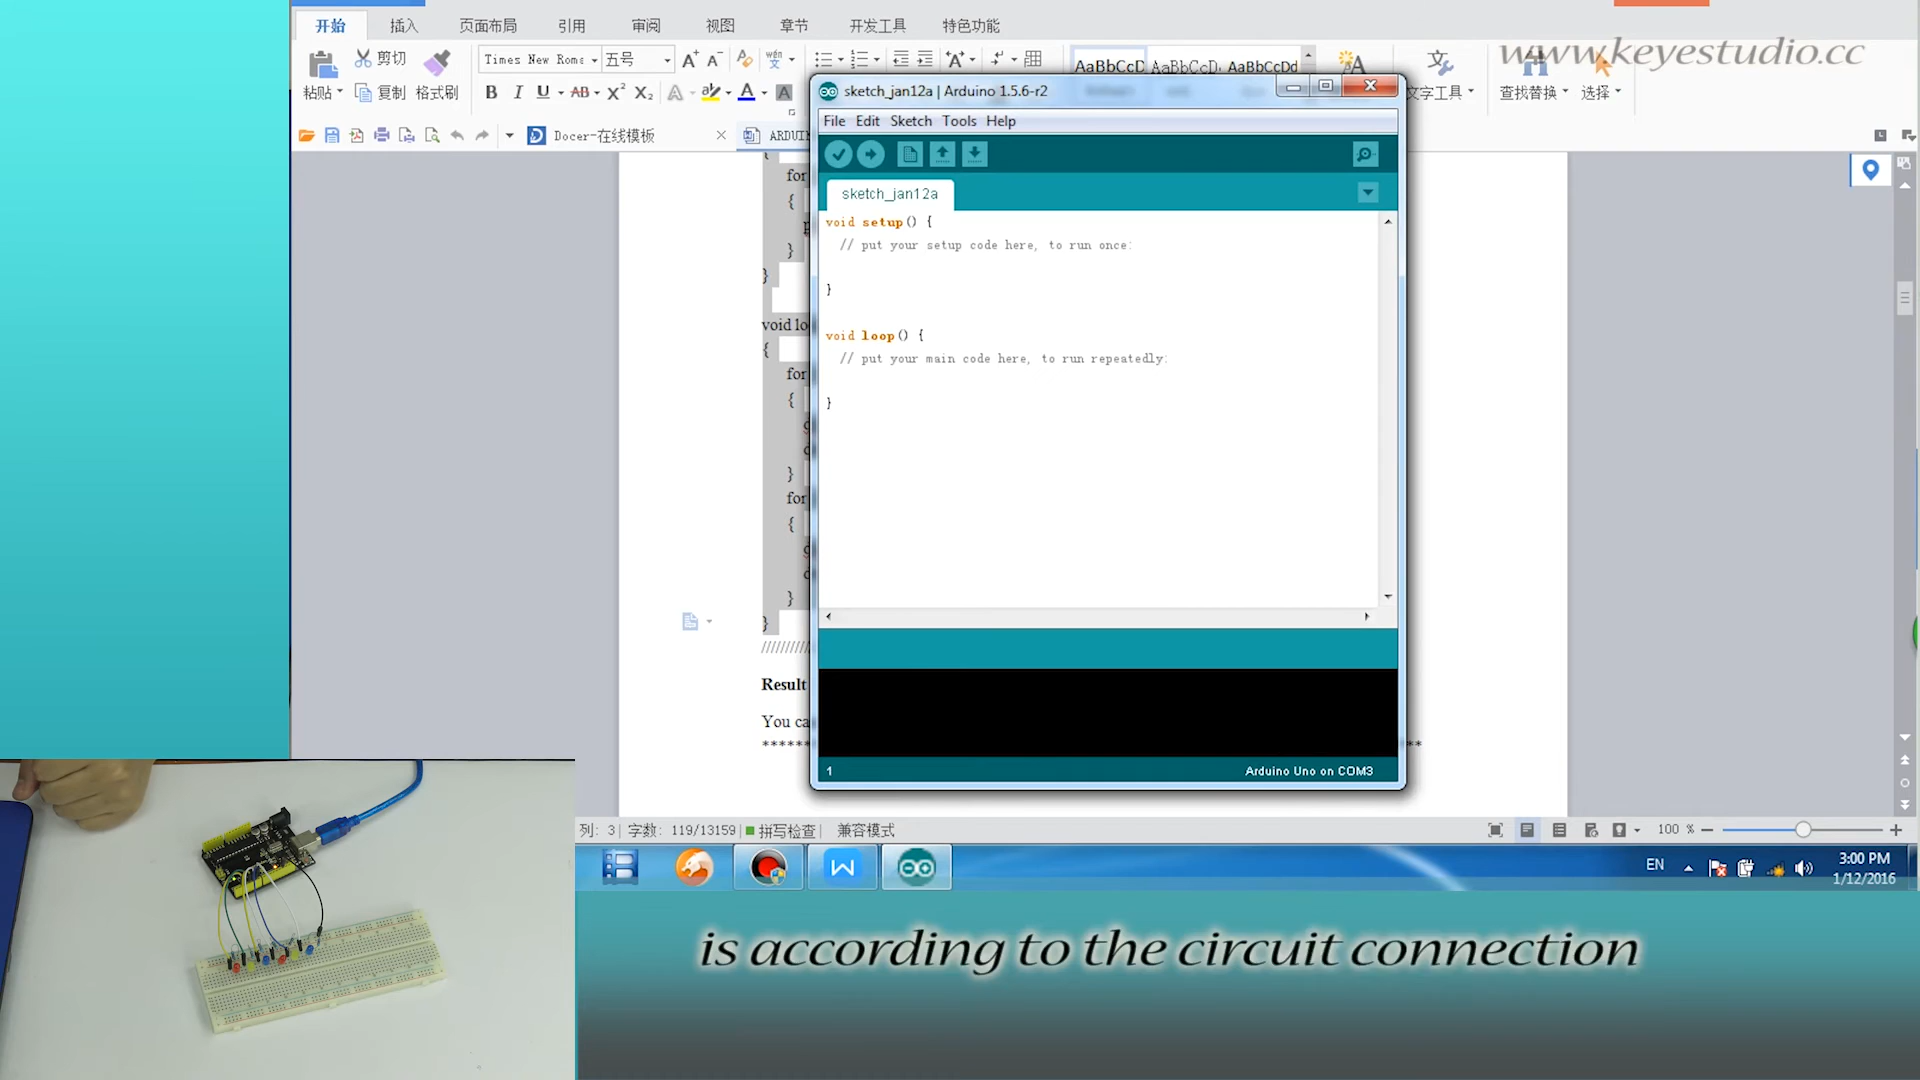 开始 插入 页面布局 引用 审阅 视图 章节 开发工具 特色功能
www.keyestudio.cc
剪切 Times New Roma 五号 AaBbCcD AaBbCcD AaBbCcDd
粘贴 复制 格式刷 B I U AB X² X₂ A 文字工具 查找替换 选择
Docer-在线模板 ARDUIN
sketch_jan12a | Arduino 1.5.6-r2
File Edit Sketch Tools Help
sketch_jan12a
void setup() {
// put your setup code here, to run once:
}
void loop() {
// put your main code here, to run repeatedly:
}
1 Arduino Uno on COM3
{
for
{
}
}
void lo
{
for
{
}
for
{
}
}
//////////
Result
You ca
列: 3 字数: 119/13159 拼写检查 兼容模式 100 %
EN 3:00 PM
1/12/2016
is according to the circuit connection